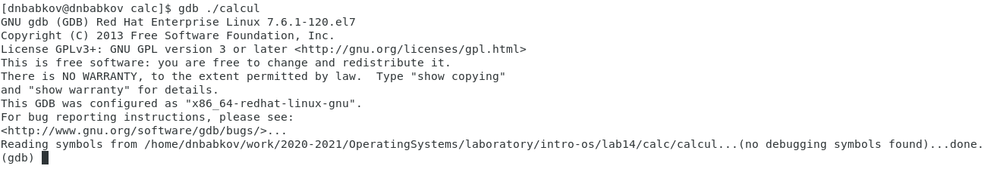 [dnbabkov@dnbabkov calc]$ gdb ./calcul
GNU gdb (GDB) Red Hat Enterprise Linux 7.6.1-120.el7
Copyright (C) 2013 Free Software Foundation, Inc.
License GPLv3+: GNU GPL version 3 or later <http://gnu.org/licenses/gpl.html>
This is free software: you are free to change and redistribute it.
There is NO WARRANTY, to the extent permitted by law.  Type "show copying"
and "show warranty" for details.
This GDB was configured as "x86_64-redhat-linux-gnu".
For bug reporting instructions, please see:
<http://www.gnu.org/software/gdb/bugs/>...
Reading symbols from /home/dnbabkov/work/2020-2021/OperatingSystems/laboratory/intro-os/lab14/calc/calcul...(no debugging symbols found)...done.
(gdb)